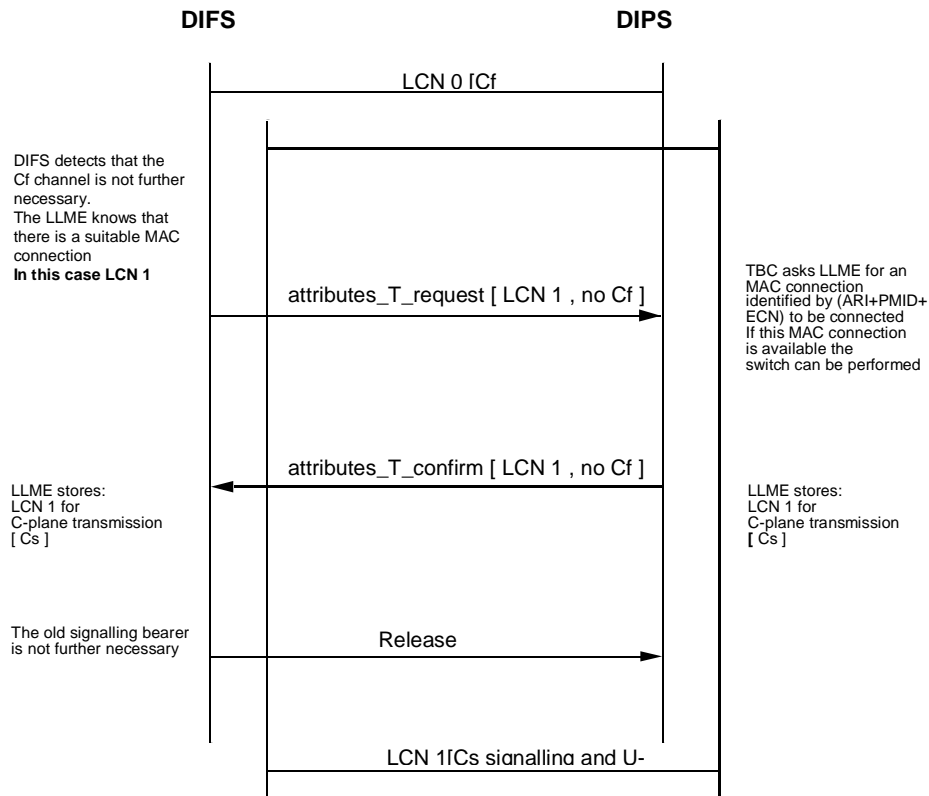 DIFS DIPS
LCN 0 [Cf
DIFS detects that the
Cf channel is not further
necessary.
The LLME knows that
there is a suitable MAC
connection
In this case LCN 1
attributes_T_request [ LCN 1 , no Cf ]
TBC asks LLME for an
MAC connection
identified by (ARI+PMID+
ECN) to be connected
If this MAC connection
is available the
switch can be performed
attributes_T_confirm [ LCN 1 , no Cf ]
LLME stores:
LCN 1 for
C-plane transmission
[ Cs ]
LLME stores:
LCN 1 for
C-plane transmission
[ Cs ]
The old signalling bearer
is not further necessary
Release
LCN 1[Cs signalling and U-